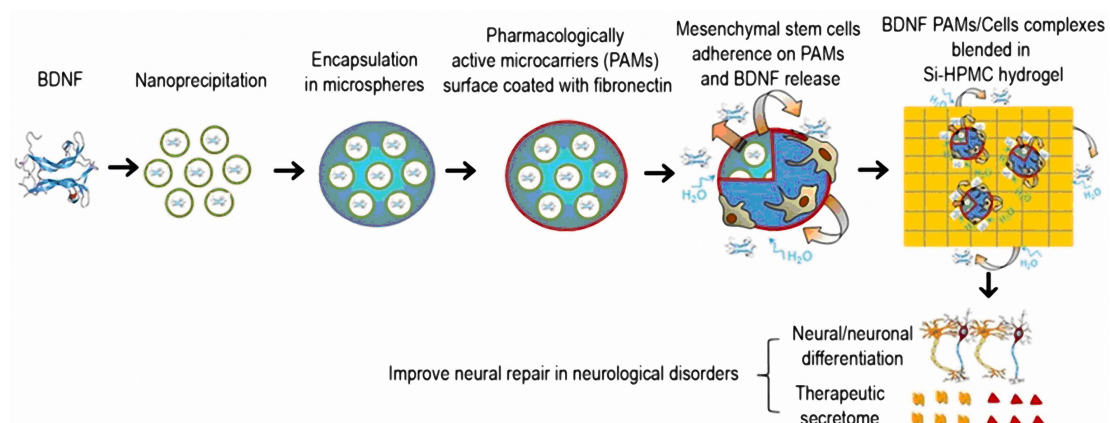 BDNF
Nanoprecipitation
Encapsulation
in microspheres
Pharmacologically
active microcarriers (PAMs)
surface coated with fibronectin
Mesenchymal stem cells
adherence on PAMs
and BDNF release
BDNF PAMs/Cells complexes
blended in
Si-HPMC hydrogel
H₂O
H₂O
H₂O
H₂O
H₂O
H₂O
Improve neural repair in neurological disorders
Neural/neuronal
differentiation
Therapeutic
secretome